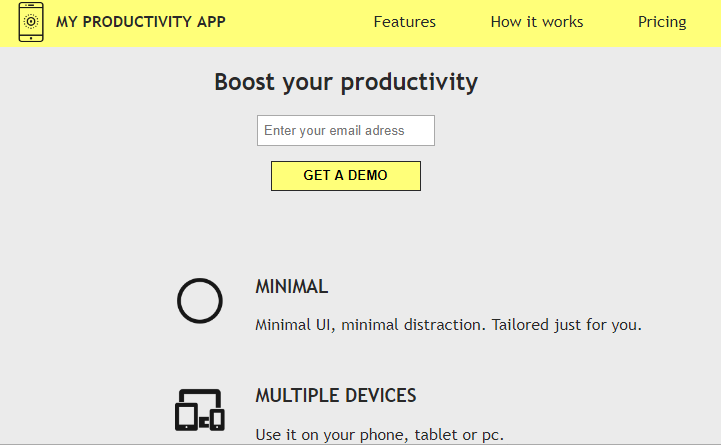 MY PRODUCTIVITY APP Features How it works Pricing
Boost your productivity
Enter your email adress
GET A DEMO
MINIMAL
Minimal UI, minimal distraction. Tailored just for you.
MULTIPLE DEVICES
Use it on your phone, tablet or pc.